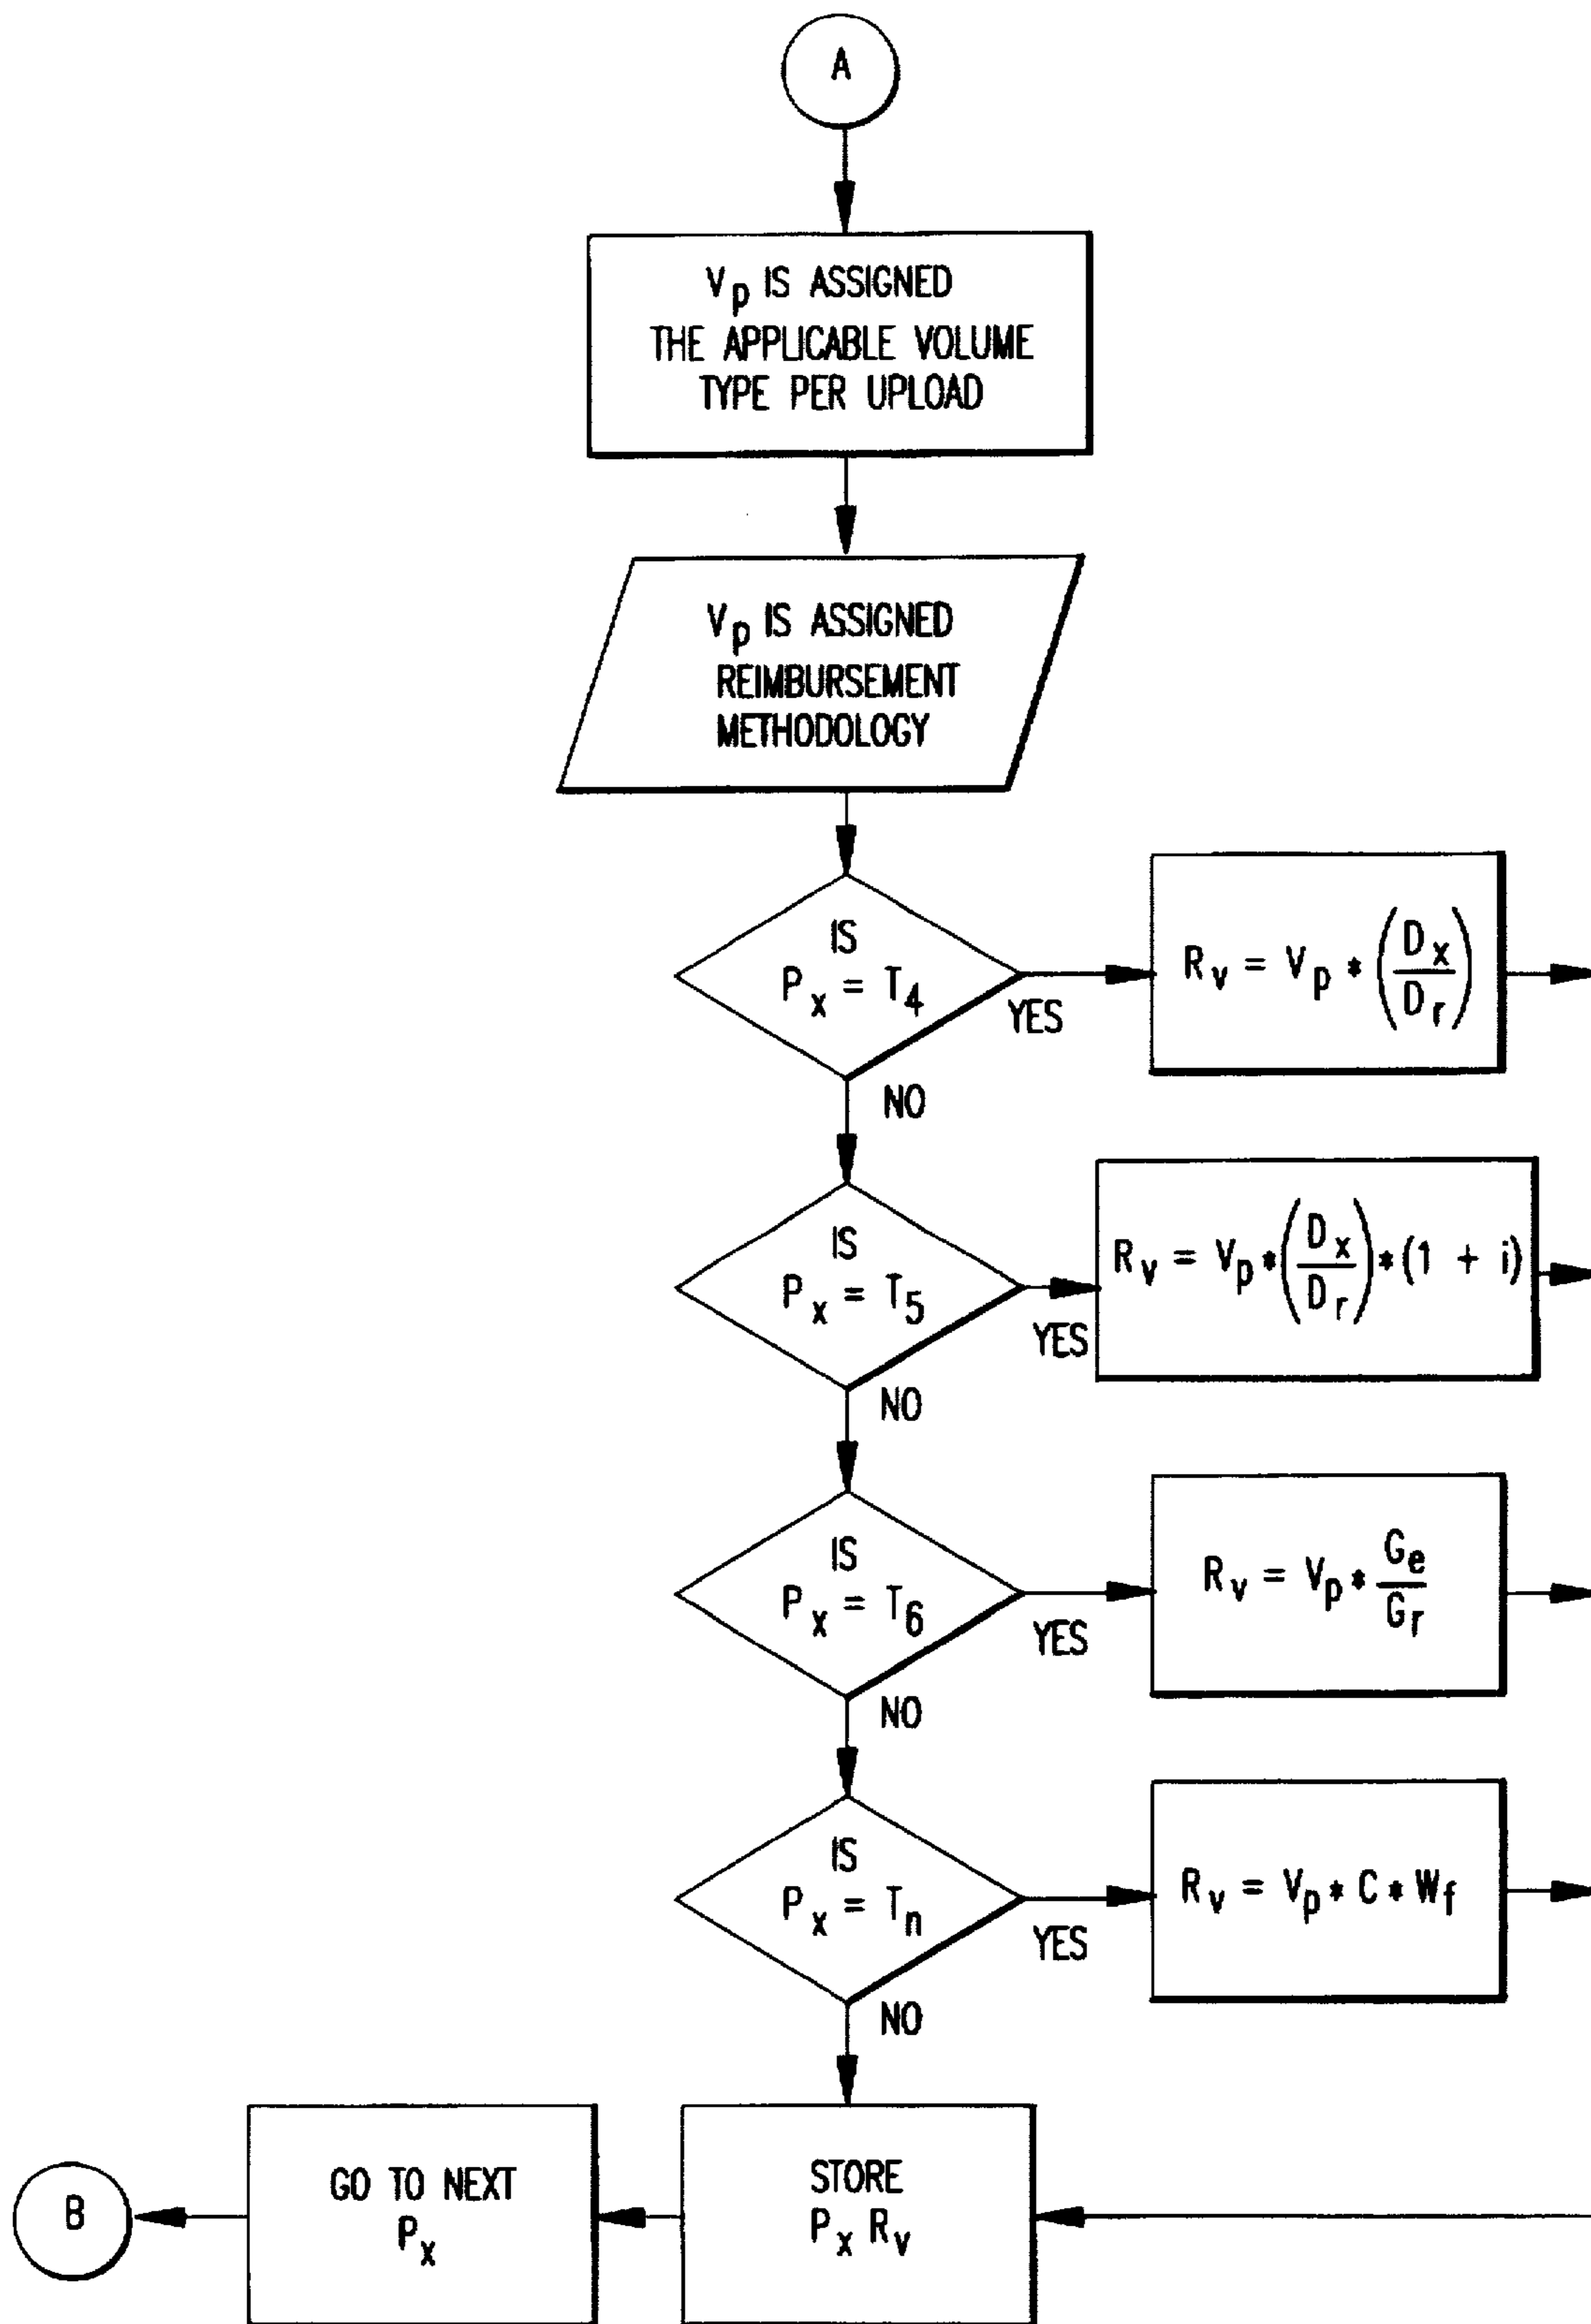 A
Vp IS ASSIGNED
THE APPLICABLE VOLUME
TYPE PER UPLOAD
Vp IS ASSIGNED
REIMBURSEMENT
METHODOLOGY
IS
Px = T4
YES
NO
Rv = Vp * (Dx/Dr)
IS
Px = T5
YES
NO
Rv = Vp * (Dx/Dr) * (1 + i)
IS
Px = T6
YES
NO
Rv = Vp * Ge/Gr
IS
Px = Tn
YES
NO
Rv = Vp * C * Wf
STORE
Px Rv
GO TO NEXT
Px
B